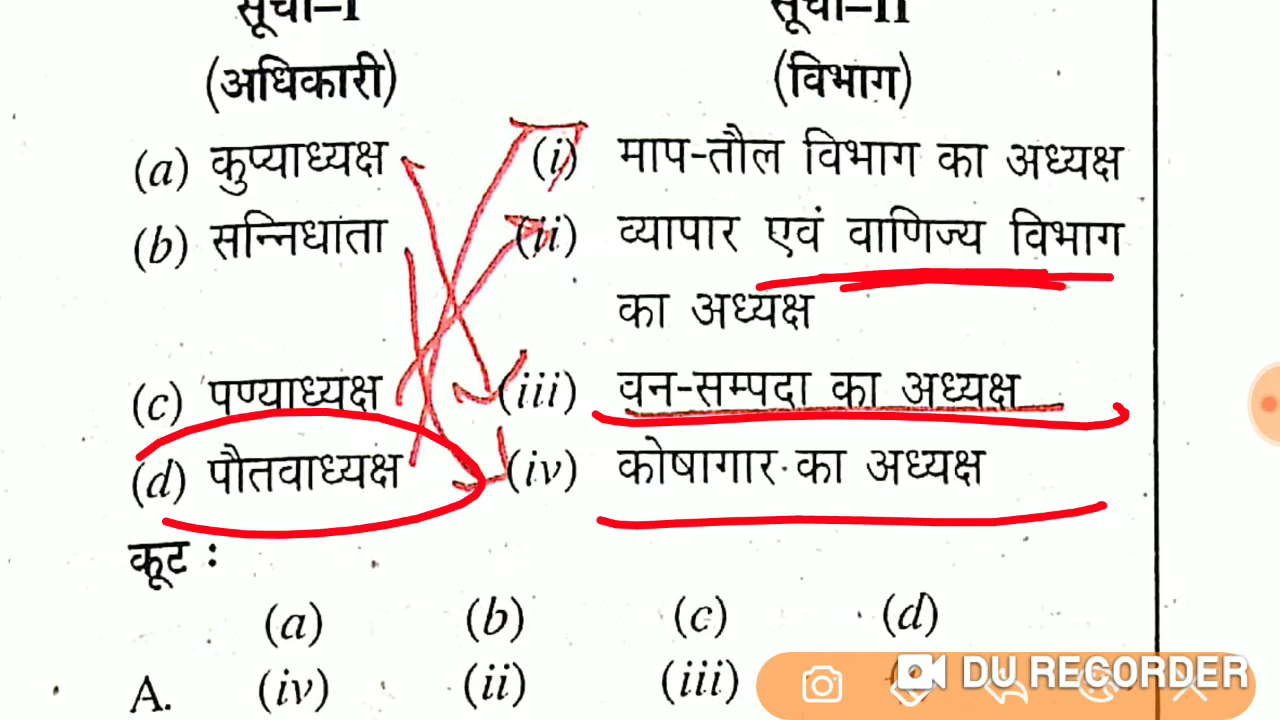 सूची–I सूची–II
(अधिकारी) (विभाग)
(a) कुप्याध्यक्ष (i) माप-तौल विभाग का अध्यक्ष
(b) सन्निधाता (ii) व्यापार एवं वाणिज्य विभाग
का अध्यक्ष
(c) पण्याध्यक्ष (iii) वन-सम्पदा का अध्यक्ष
(d) पौतवाध्यक्ष (iv) कोषागार का अध्यक्ष
कूट :
(a) (b) (c) (d)
A. (iv) (ii) (iii)
DU RECORDER